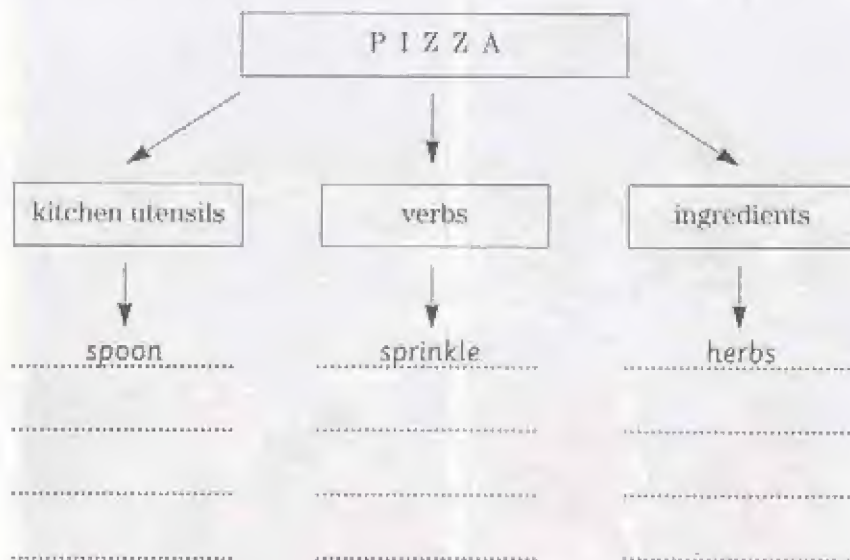 P I Z Z A
kitchen utensils verbs ingredients
spoon sprinkle herbs